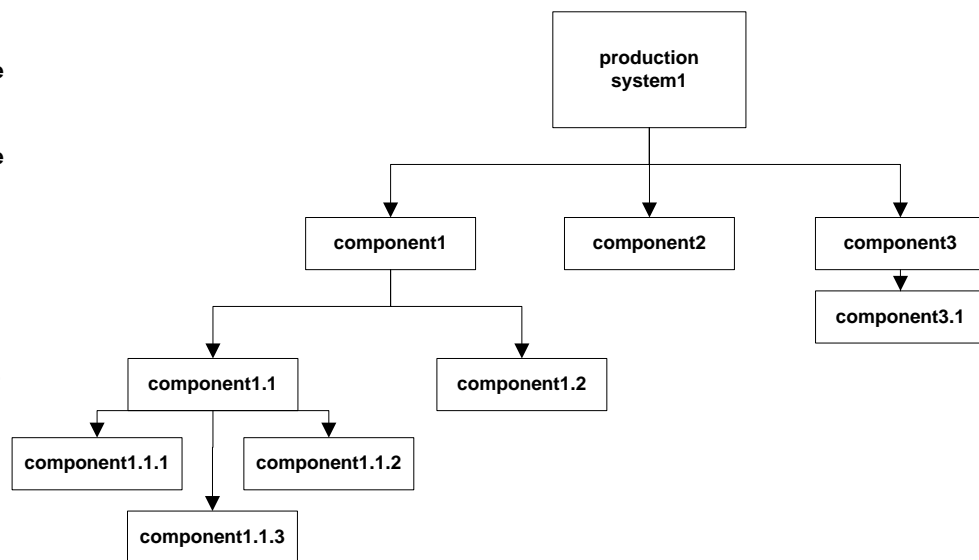 production
system1
e
e
component1
component2
component3
component3.1
component1.1
component1.2
component1.1.1
component1.1.2
component1.1.3